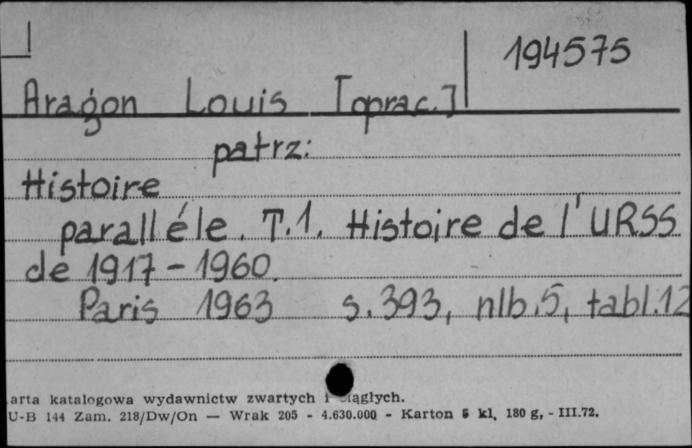 194575
Aragon Louis [oprac.]
patrz:
Histoire
paralléle. T.1. Histoire de l'URSS
de 1917 - 1960.
Paris 1963 s. 393, nlb. 5, tabl. 12
arta katalogowa wydawnictw zwartych i ciągłych.
U-B 144 Zam. 218/Dw/On — Wrak 205 - 4.630.000 - Karton 5 kl, 180 g, - III.72.